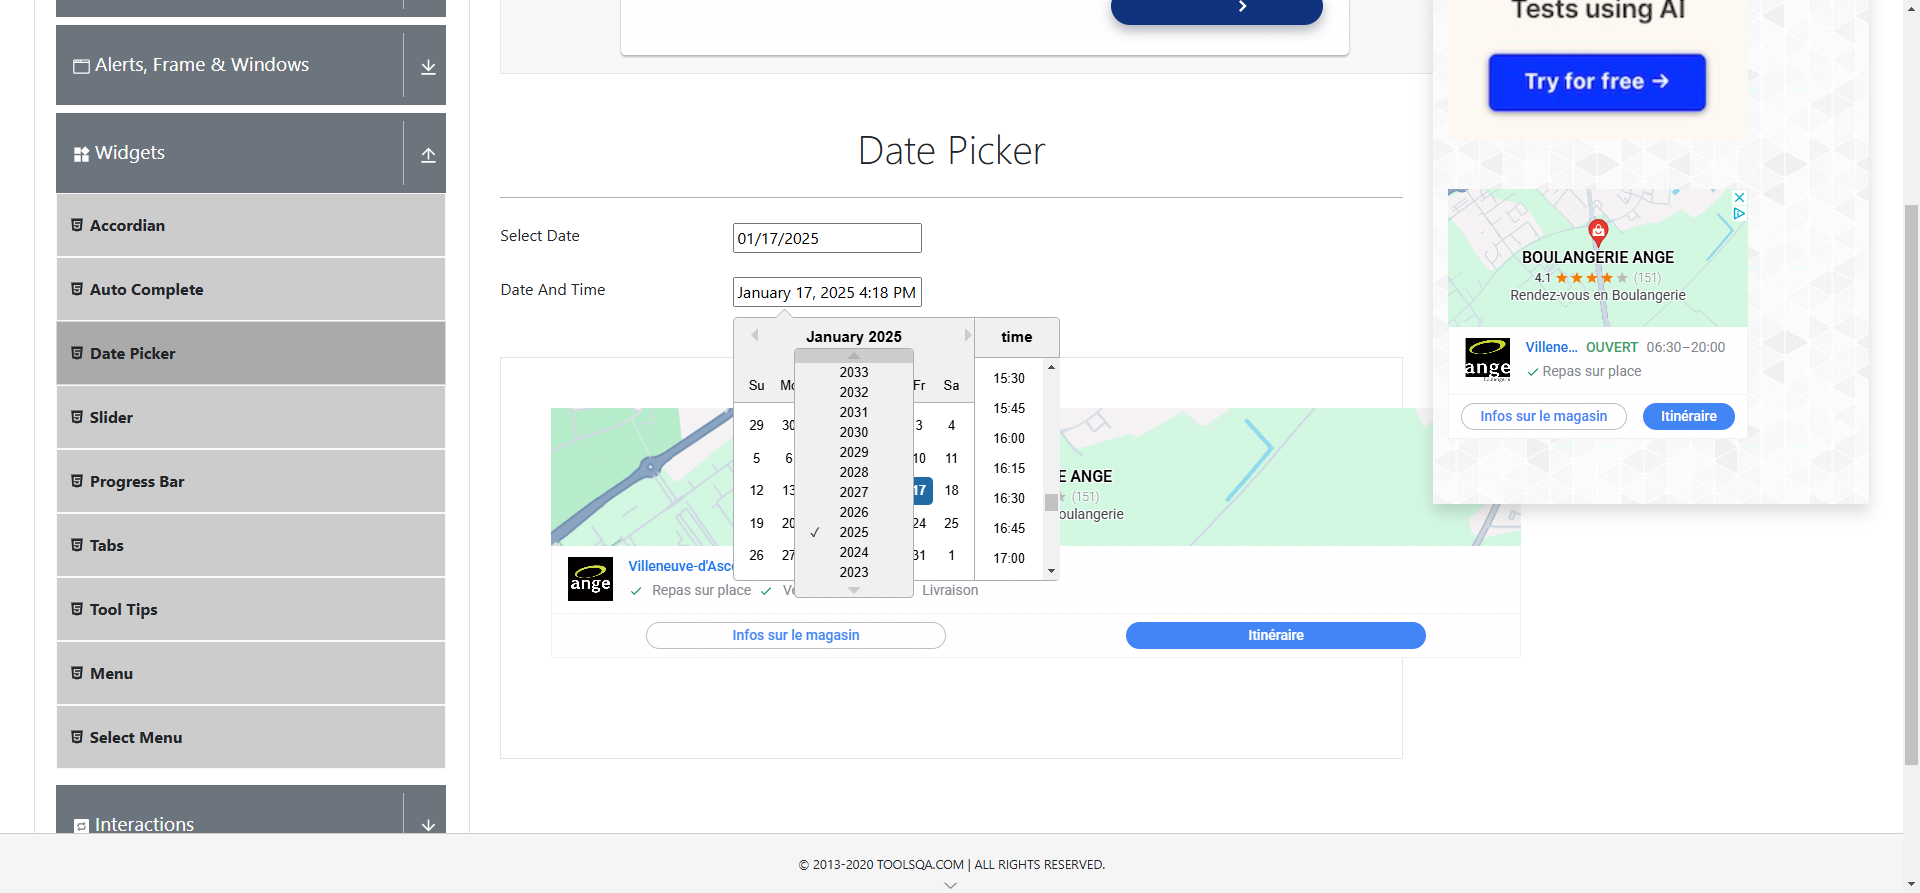 Alerts, Frame & Windows
Widgets
Accordian
Auto Complete
Date Picker
Slider
Progress Bar
Tabs
Tool Tips
Menu
Select Menu
Interactions
Date Picker
Select Date
01/17/2025
Date And Time
January 17, 2025 4:18 PM
January 2025
time
Su Mo Fr Sa
29 30 3 4
5 6 10 11
12 13 17 18
19 20 24 25
26 27 31 1
2033
2032
2031
2030
2029
2028
2027
2026
✓ 2025
2024
2023
15:30
15:45
16:00
16:15
16:30
16:45
17:00
E ANGE
(151)
oulangerie
ange
Villeneuve-d'Asc
Repas sur place
Livraison
Infos sur le magasin
Itinéraire
Tests using AI
Try for free →
BOULANGERIE ANGE
4.1 ★★★★★ (151)
Rendez-vous en Boulangerie
ange
Boulangerie
Villene... OUVERT 06:30–20:00
Repas sur place
Infos sur le magasin
Itinéraire
© 2013-2020 TOOLSQA.COM | ALL RIGHTS RESERVED.